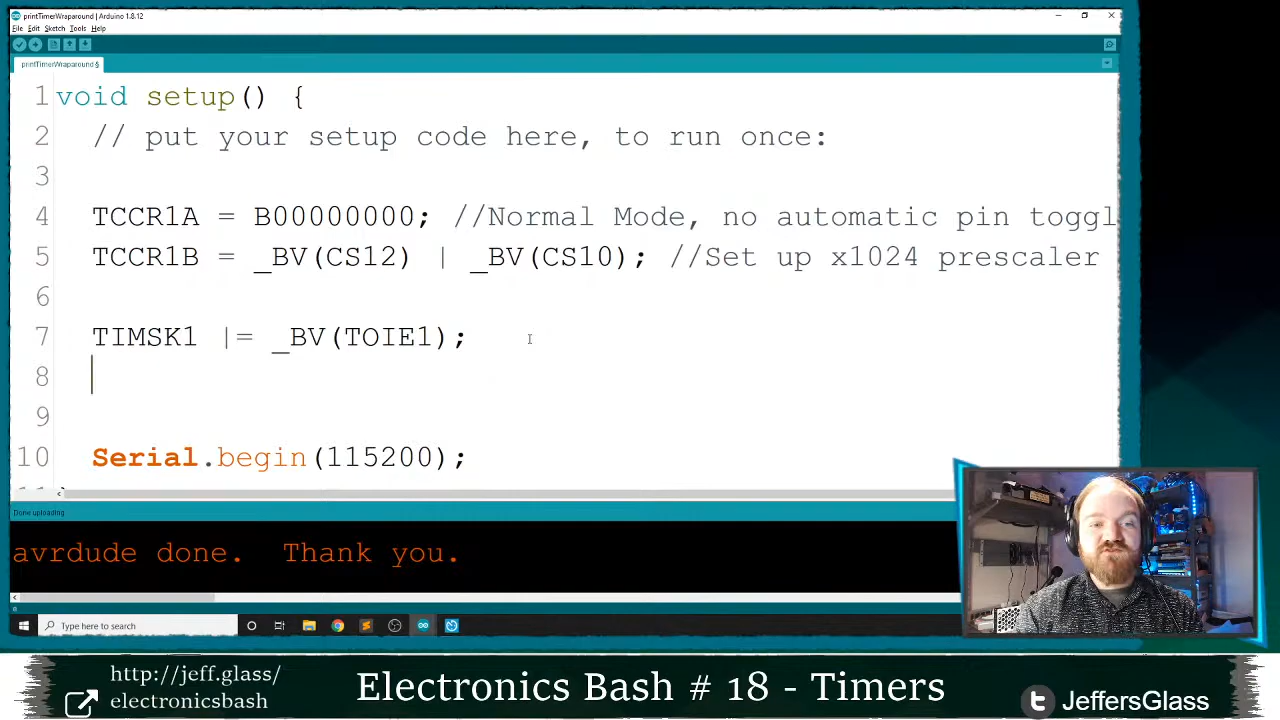 printTimerWraparound | Arduino 1.8.12
File Edit Sketch Tools Help
printTimerWraparound §
1 void setup() {
2 // put your setup code here, to run once:
3
4 TCCR1A = B00000000; //Normal Mode, no automatic pin toggl
5 TCCR1B = _BV(CS12) | _BV(CS10); //Set up x1024 prescaler
6
7 TIMSK1 |= _BV(TOIE1);
8
9
10 Serial.begin(115200);
Done uploading
avrdude done. Thank you.
8
Type here to search
http://jeff.glass/
electronicsbash
Electronics Bash # 18 - Timers
JeffersGlass